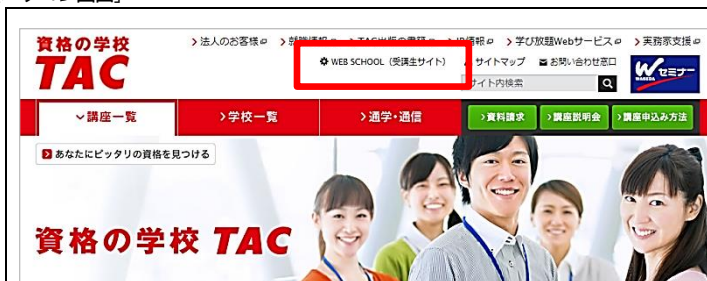 資格の学校
TAC
>法人のお客様 >学び放題Webサービス >実務家支援
WEB SCHOOL（受講生サイト） サイトマップ お問い合わせ窓口
サイト内検索
W WASEDA セミナー
講座一覧 >学校一覧 >通学・通信 >資料請求 >講座説明会 >講座申込み方法
あなたにピッタリの資格を見つける
資格の学校 TAC